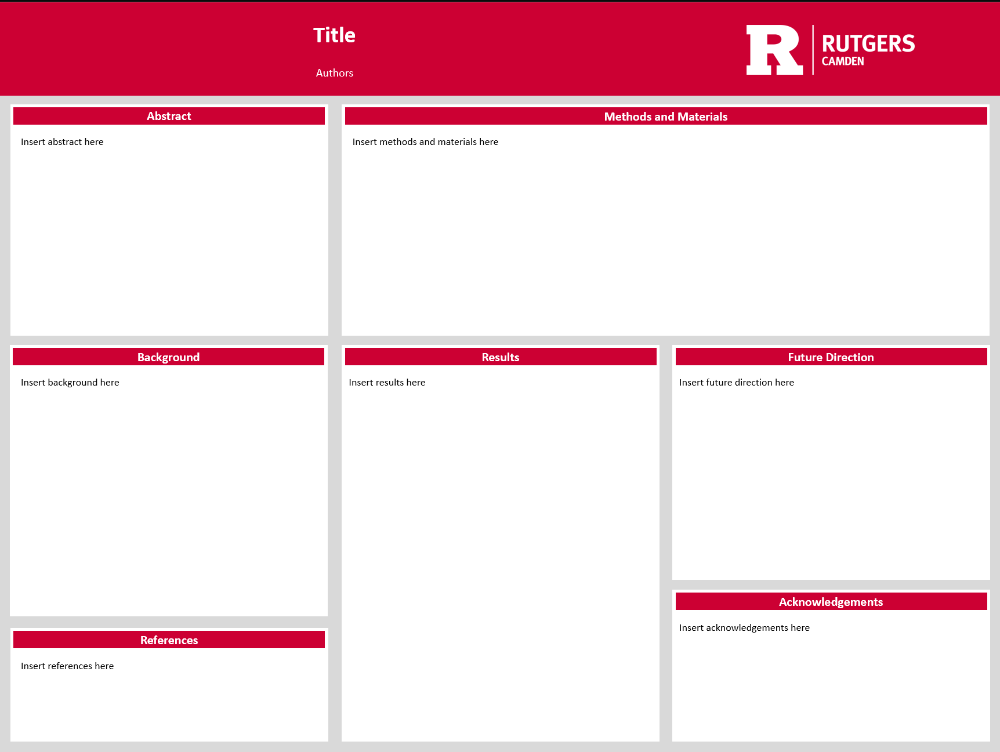 Title
Authors
R
RUTGERS
CAMDEN
Abstract
Insert abstract here
Methods and Materials
Insert methods and materials here
Background
Insert background here
Results
Insert results here
Future Direction
Insert future direction here
References
Insert references here
Acknowledgements
Insert acknowledgements here